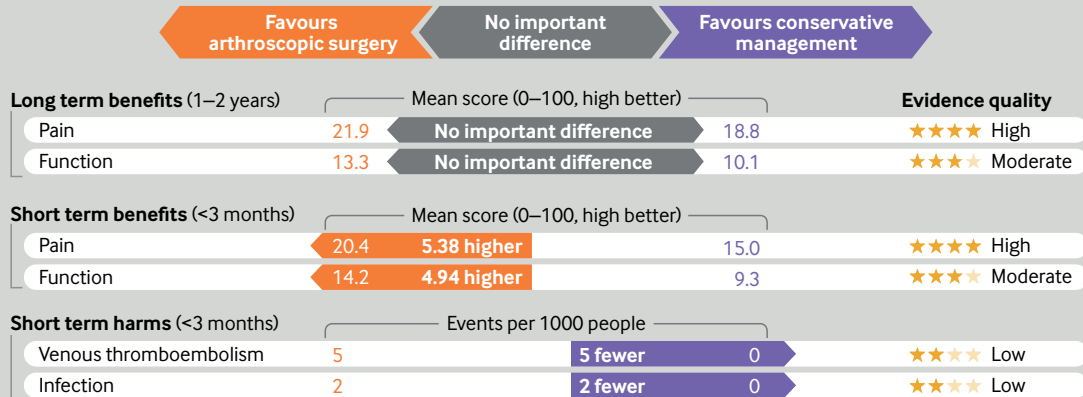 Favours arthroscopic surgery
No important difference
Favours conservative management
Long term benefits (1–2 years) Mean score (0–100, high better) Evidence quality
Pain 21.9 No important difference 18.8 High
Function 13.3 No important difference 10.1 Moderate
Short term benefits (<3 months) Mean score (0–100, high better)
Pain 20.4 5.38 higher 15.0 High
Function 14.2 4.94 higher 9.3 Moderate
Short term harms (<3 months) Events per 1000 people
Venous thromboembolism 5 5 fewer 0 Low
Infection 2 2 fewer 0 Low